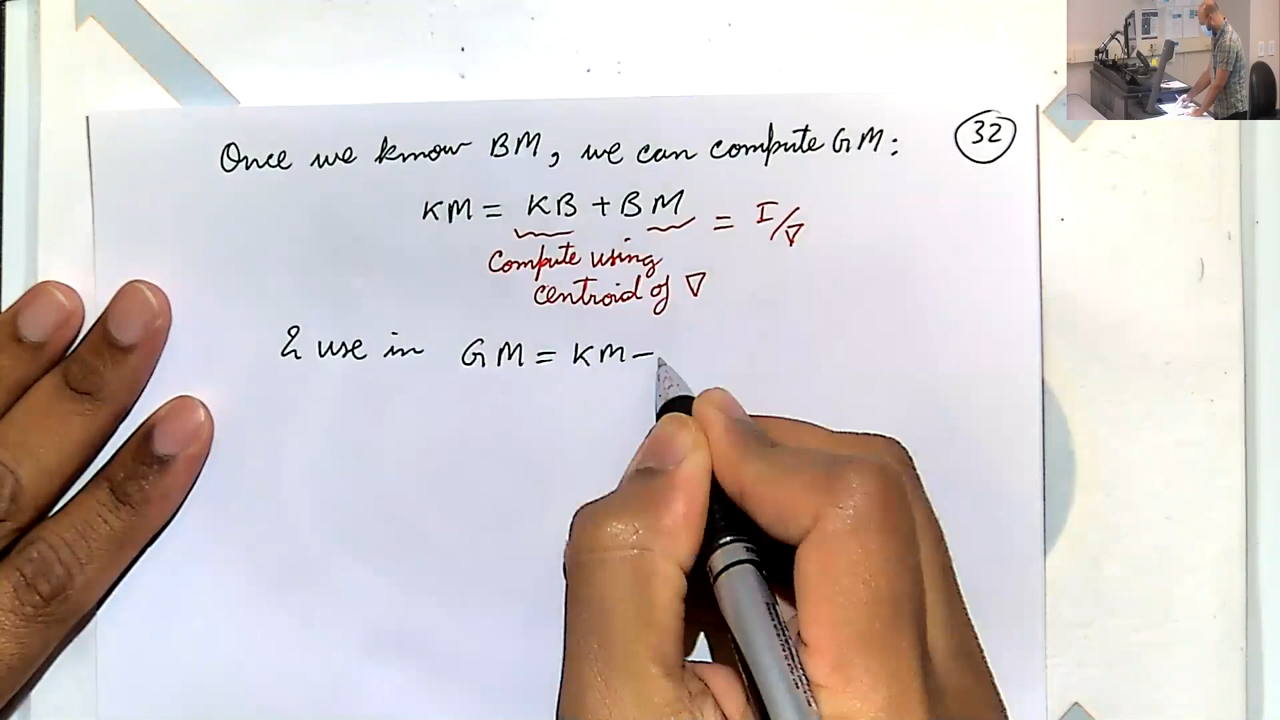 Once we know BM, we can compute GM: 32
KM = KB + BM = I/∇
Compute using
centroid of ∇
& use in GM = KM −